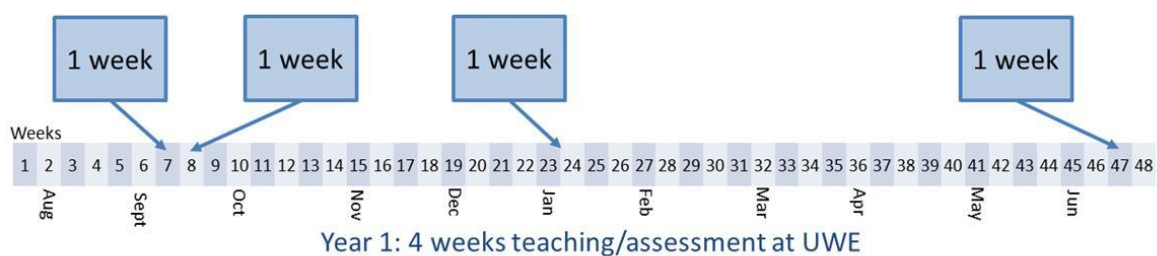 1 week 1 week 1 week 1 week
Weeks
1 2 3 4 5 6 7 8 9 10 11 12 13 14 15 16 17 18 19 20 21 22 23 24 25 26 27 28 29 30 31 32 33 34 35 36 37 38 39 40 41 42 43 44 45 46 47 48
Aug Sept Oct Nov Dec Jan Feb Mar Apr May Jun
Year 1: 4 weeks teaching/assessment at UWE